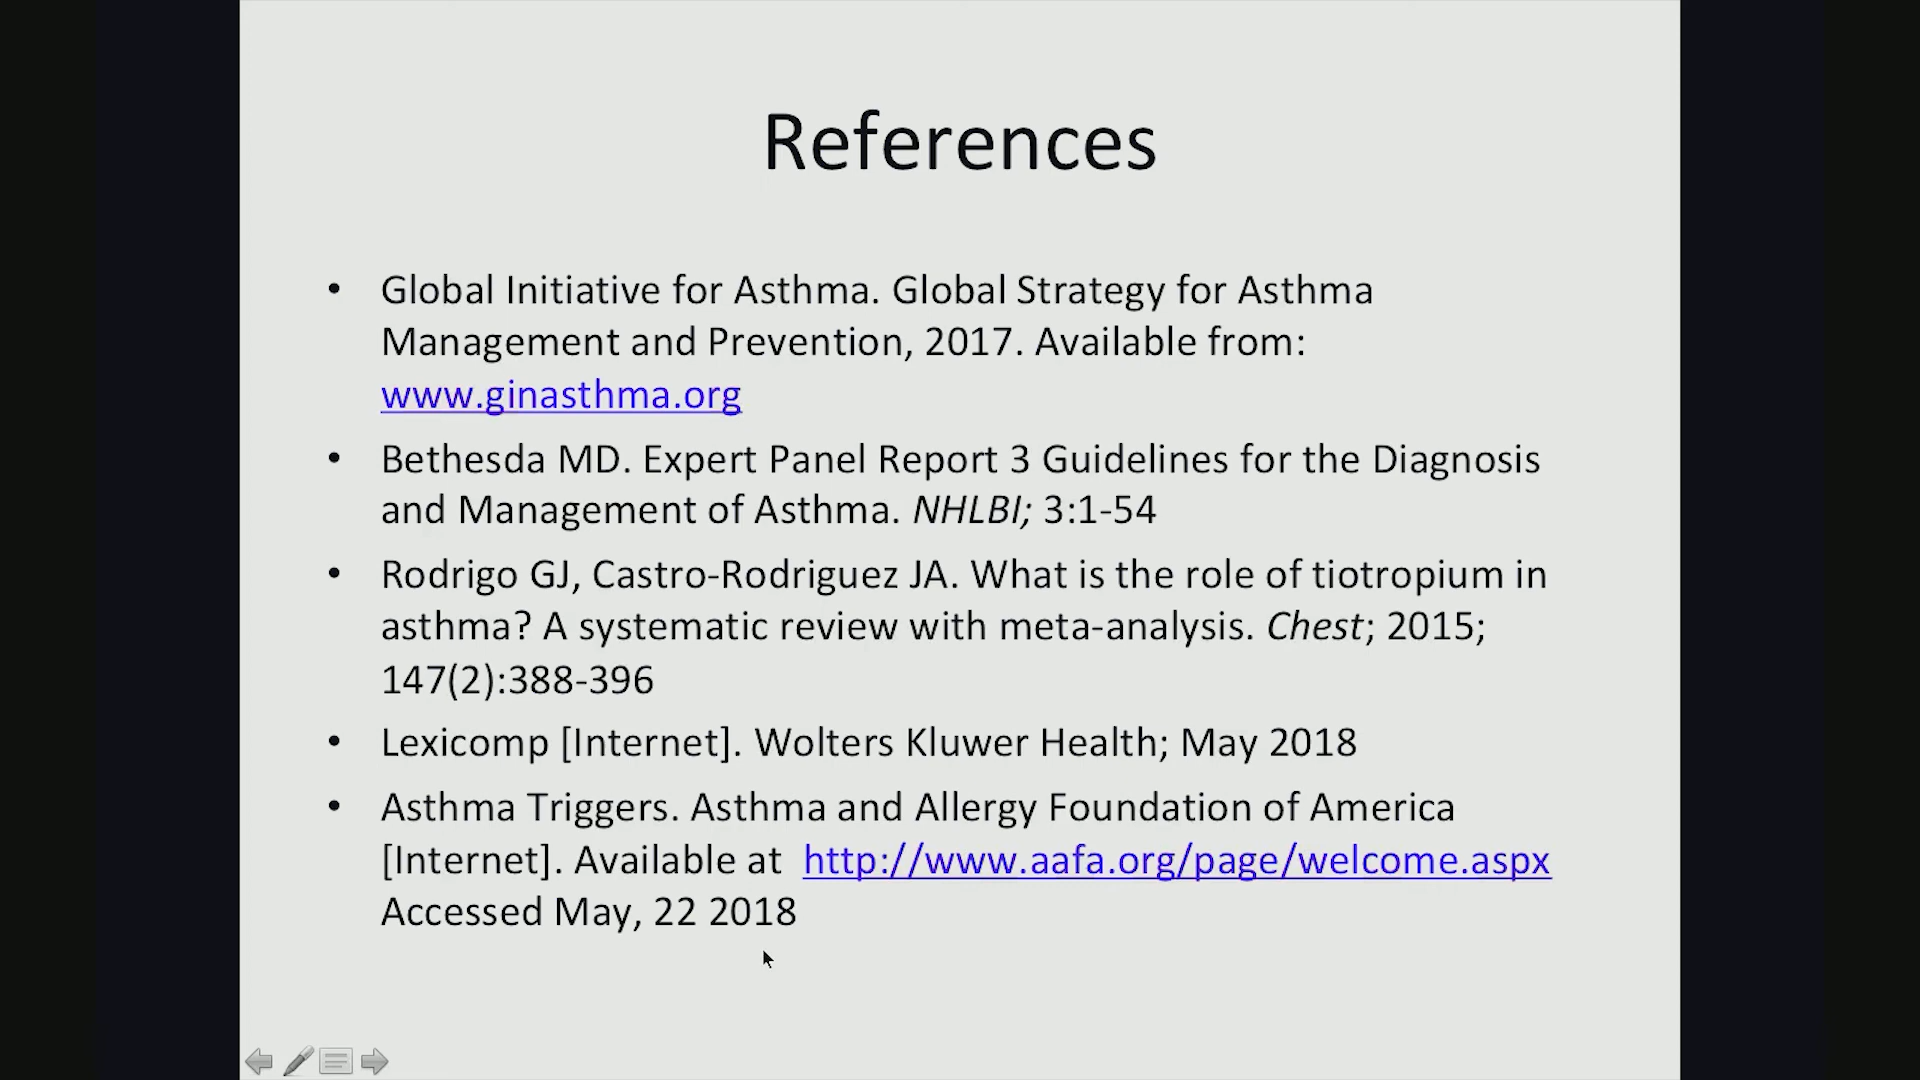 References
• Global Initiative for Asthma. Global Strategy for Asthma
Management and Prevention, 2017. Available from:
www.ginasthma.org
• Bethesda MD. Expert Panel Report 3 Guidelines for the Diagnosis
and Management of Asthma. NHLBI; 3:1-54
• Rodrigo GJ, Castro-Rodriguez JA. What is the role of tiotropium in
asthma? A systematic review with meta-analysis. Chest; 2015;
147(2):388-396
• Lexicomp [Internet]. Wolters Kluwer Health; May 2018
• Asthma Triggers. Asthma and Allergy Foundation of America
[Internet]. Available at http://www.aafa.org/page/welcome.aspx
Accessed May, 22 2018